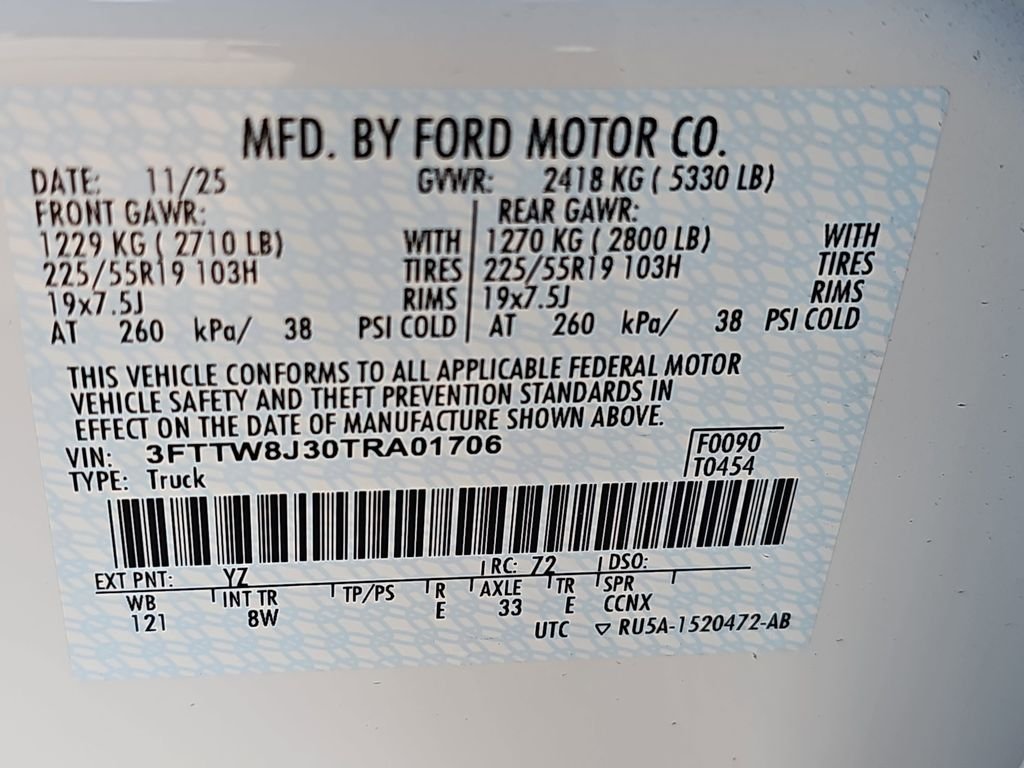 MFD. BY FORD MOTOR CO.
DATE: 11/25 GVWR: 2418 KG ( 5330 LB)
FRONT GAWR: REAR GAWR:
1229 KG ( 2710 LB) WITH 1270 KG ( 2800 LB) WITH
225/55R19 103H TIRES 225/55R19 103H TIRES
19x7.5J RIMS 19x7.5J RIMS
AT 260 kPa/ 38 PSI COLD AT 260 kPa/ 38 PSI COLD
THIS VEHICLE CONFORMS TO ALL APPLICABLE FEDERAL MOTOR
VEHICLE SAFETY AND THEFT PREVENTION STANDARDS IN
EFFECT ON THE DATE OF MANUFACTURE SHOWN ABOVE.
VIN: 3FTTW8J30TRA01706 F0090
TYPE: Truck T0454
EXT PNT: YZ RC: 72 DSO:
WB INT TR TP/PS R AXLE TR SPR
121 8W E 33 E CCNX
UTC ▽ RU5A-1520472-AB